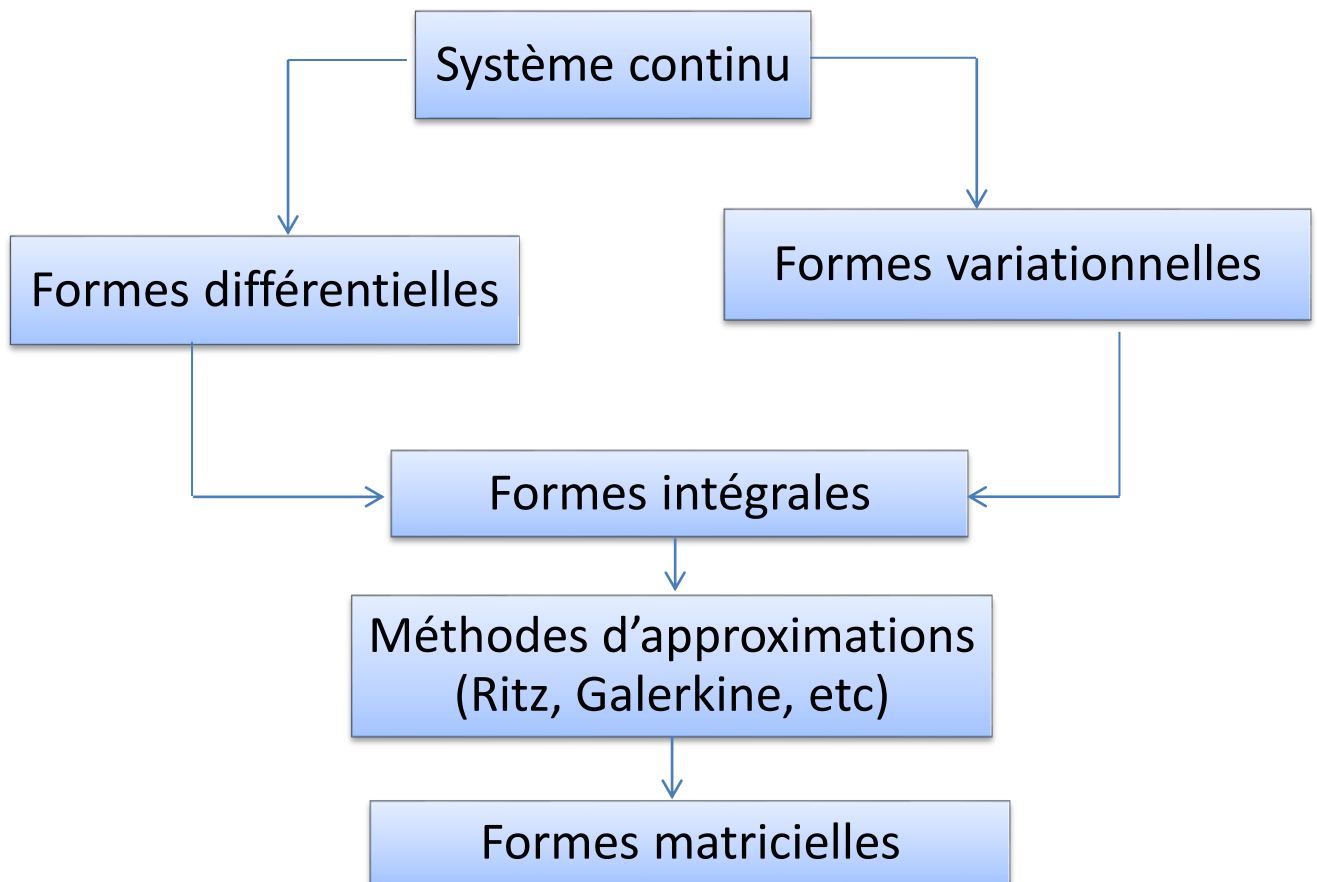 Système continu
Formes différentielles
Formes variationnelles
Formes intégrales
Méthodes d’approximations
(Ritz, Galerkine, etc)
Formes matricielles